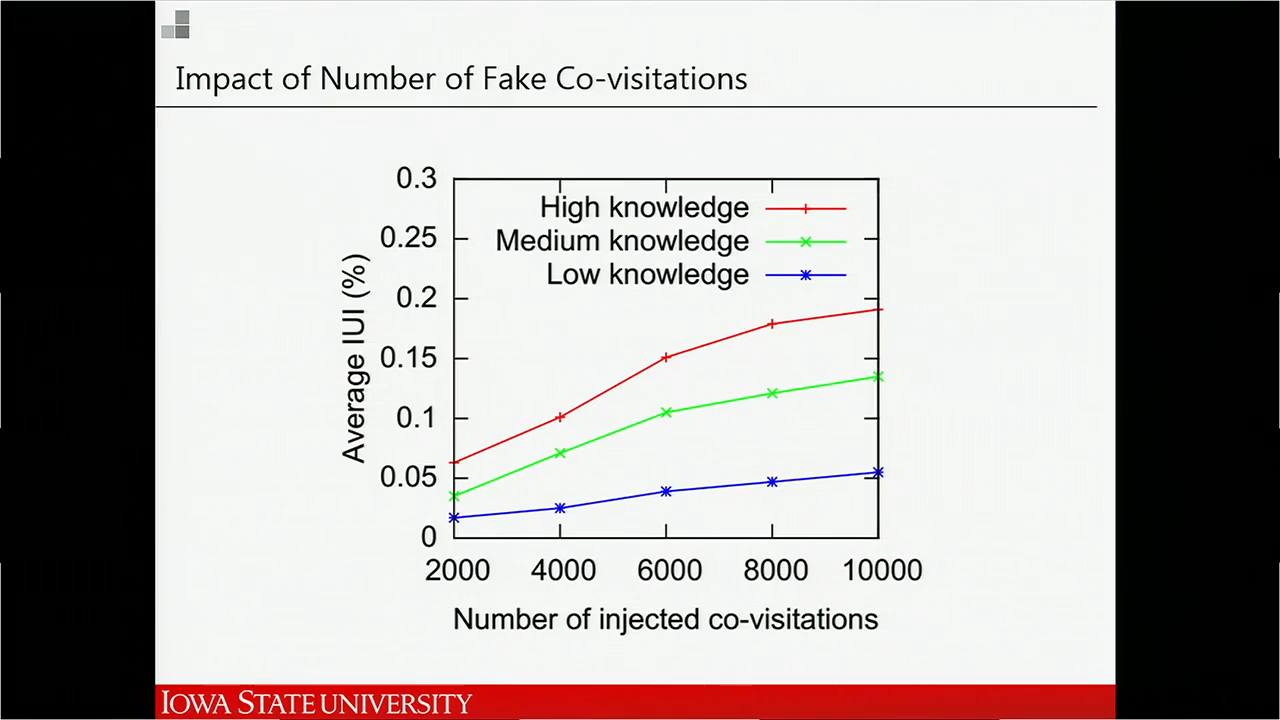 Impact of Number of Fake Co-visitations
0.3
0.25
0.2
0.15
0.1
0.05
0
Average IUI (%)
High knowledge
Medium knowledge
Low knowledge
2000 4000 6000 8000 10000
Number of injected co-visitations
IOWA STATE UNIVERSITY